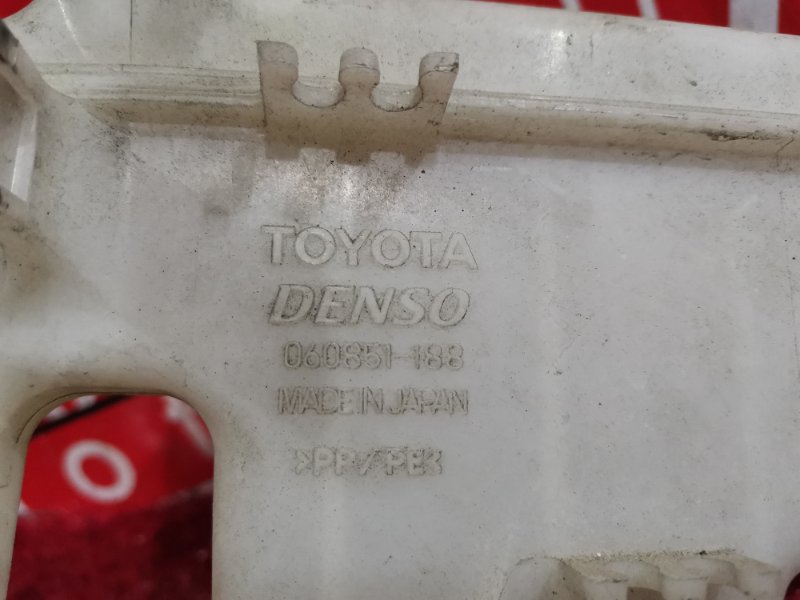 TOYOTA
DENSO
060851-188
MADE IN JAPAN
>PP/PE<